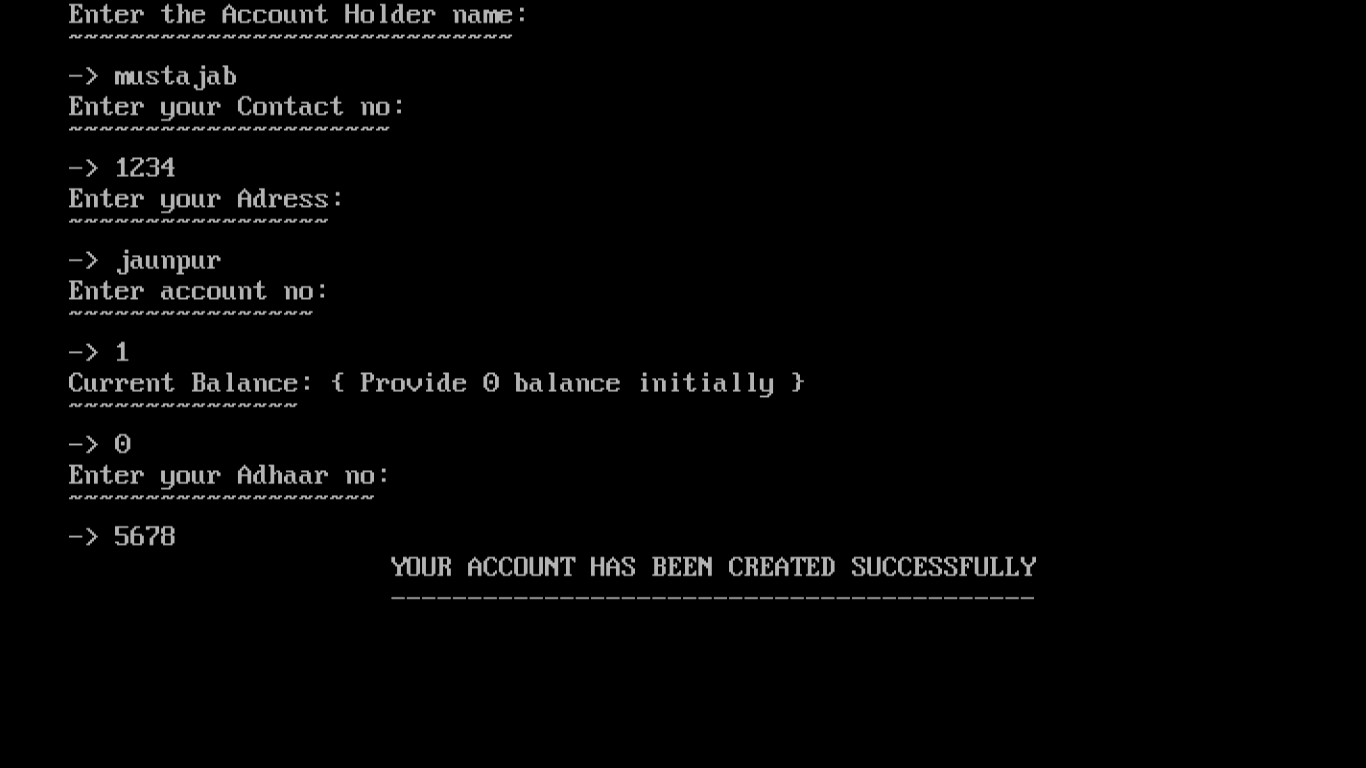 Enter the Account Holder name:
~~~~~~~~~~~~~~~~~~~~~~~~~~~~~
-> mustajab
Enter your Contact no:
~~~~~~~~~~~~~~~~~~~~~
-> 1234
Enter your Adress:
~~~~~~~~~~~~~~~~~
-> jaunpur
Enter account no:
~~~~~~~~~~~~~~~~
-> 1
Current Balance: { Provide 0 balance initially }
~~~~~~~~~~~~~~~
-> 0
Enter your Adhaar no:
~~~~~~~~~~~~~~~~~~~~
-> 5678
YOUR ACCOUNT HAS BEEN CREATED SUCCESSFULLY
------------------------------------------